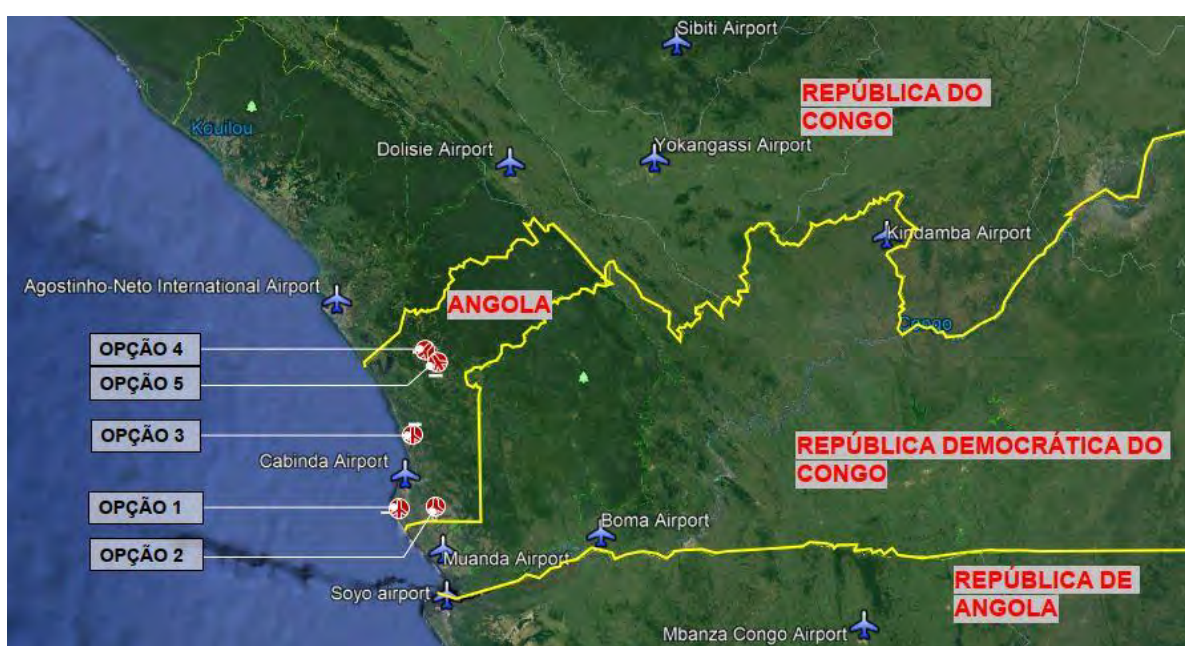 Sibiti Airport
REPÚBLICA DO
CONGO
Kouilou
Dolisie Airport
Yokangassi Airport
Kindamba Airport
Agostinho-Neto International Airport
ANGOLA
Congo
OPÇÃO 4
OPÇÃO 5
OPÇÃO 3
REPÚBLICA DEMOCRÁTICA DO
CONGO
Cabinda Airport
OPÇÃO 1
Boma Airport
OPÇÃO 2
Muanda Airport
REPÚBLICA DE
ANGOLA
Soyo airport
Mbanza Congo Airport